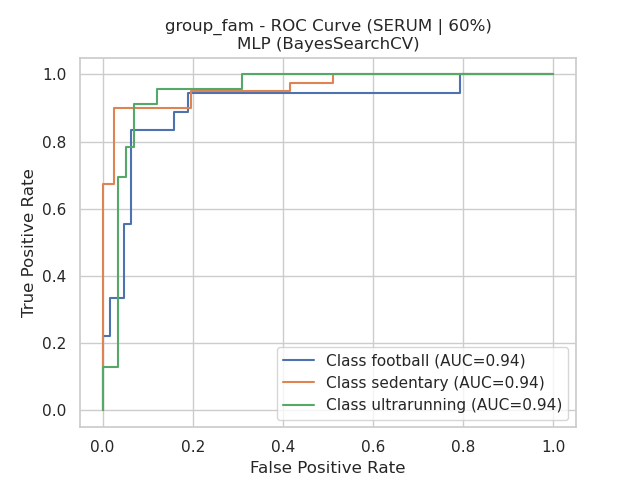 group_fam - ROC Curve (SERUM | 60%)
MLP (BayesSearchCV)
True Positive Rate
1.0
0.8
0.6
0.4
0.2
0.0
Class football (AUC=0.94)
Class sedentary (AUC=0.94)
Class ultrarunning (AUC=0.94)
0.0 0.2 0.4 0.6 0.8 1.0
False Positive Rate